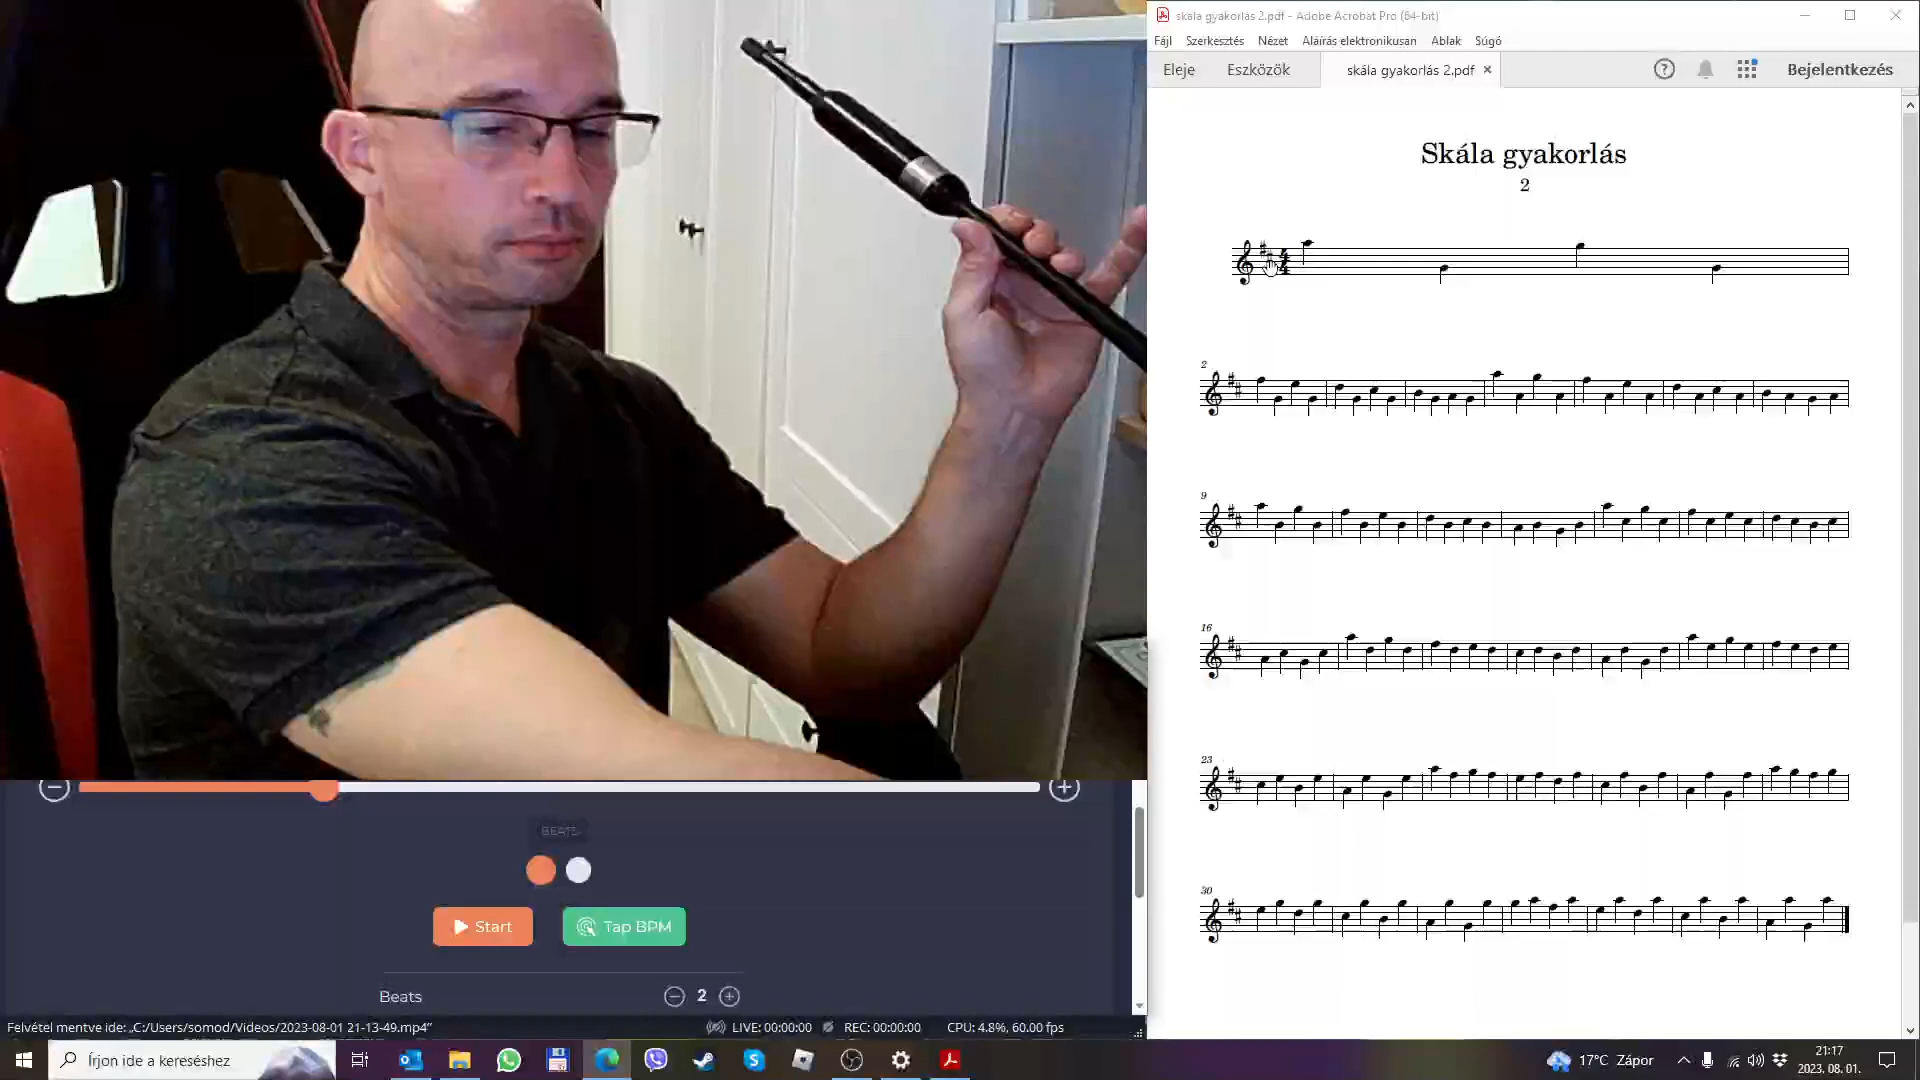 skála gyakorlás 2.pdf - Adobe Acrobat Pro (64-bit)
Fájl Szerkesztés Nézet Aláírás elektronikusan Ablak Súgó
Eleje Eszközök skála gyakorlás 2.pdf Bejelentkezés
Skála gyakorlás
2
4
4
2
9
16
23
30
BEATS
Start Tap BPM
Beats 2
Felvétel mentve ide: „C:/Users/somod/Videos/2023-08-01 21-13-49.mp4” LIVE: 00:00:00 REC: 00:00:00 CPU: 4.8%, 60.00 fps
Írjon ide a kereséshez 17°C Zápor 21:17
2023. 08. 01.